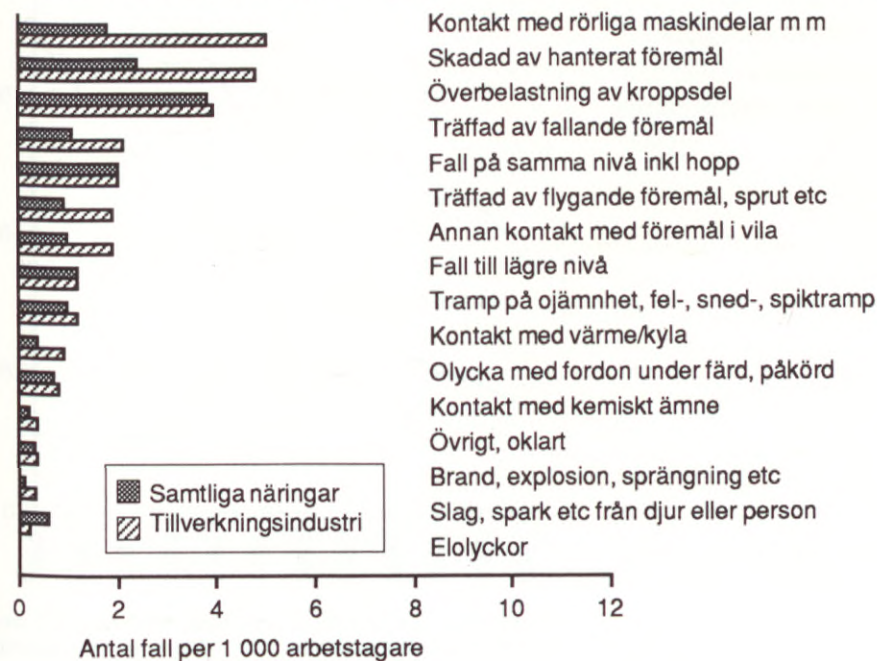 Kontakt med rörliga maskindelar m m
Skadad av hanterat föremål
Överbelastning av kroppsdel
Träffad av fallande föremål
Fall på samma nivå inkl hopp
Träffad av flygande föremål, sprut etc
Annan kontakt med föremål i vila
Fall till lägre nivå
Tramp på ojämnhet, fel-, sned-, spiktramp
Kontakt med värme/kyla
Olycka med fordon under färd, påkörd
Kontakt med kemiskt ämne
Övrigt, oklart
Brand, explosion, sprängning etc
Slag, spark etc från djur eller person
Elolyckor
Samtliga näringar
Tillverkningsindustri
0 2 4 6 8 10 12
Antal fall per 1 000 arbetstagare